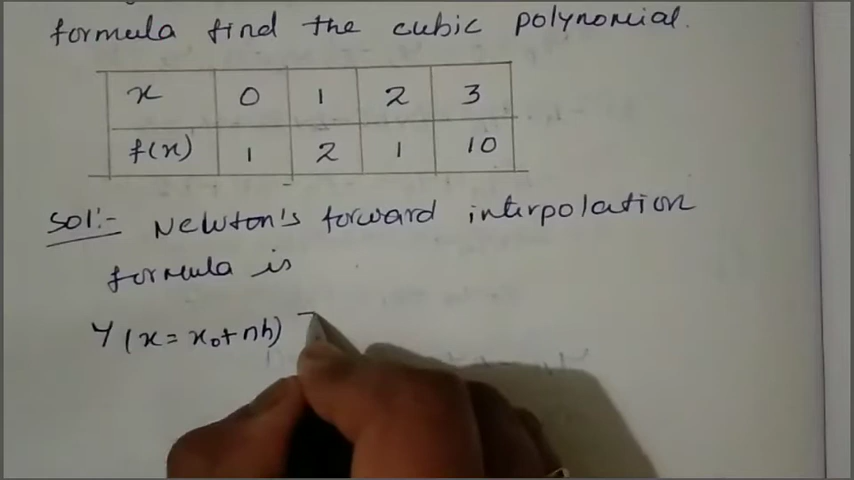 formula find the cubic polynomial.
x 0 1 2 3
f(x) 1 2 1 10
Sol:- Newton's forward interpolation
formula is
Y(x = x₀+nh)